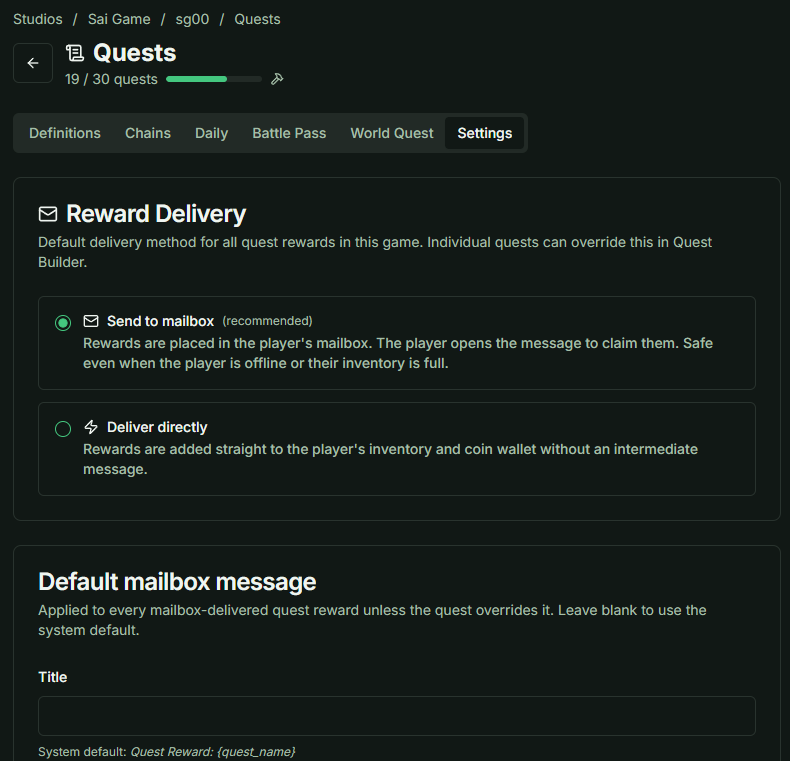 Studios / Sai Game / sg00 / Quests
Quests
19 / 30 quests
Definitions Chains Daily Battle Pass World Quest Settings
Reward Delivery
Default delivery method for all quest rewards in this game. Individual quests can override this in Quest
Builder.
Send to mailbox (recommended)
Rewards are placed in the player's mailbox. The player opens the message to claim them. Safe
even when the player is offline or their inventory is full.
Deliver directly
Rewards are added straight to the player's inventory and coin wallet without an intermediate
message.
Default mailbox message
Applied to every mailbox-delivered quest reward unless the quest overrides it. Leave blank to use the
system default.
Title
System default: Quest Reward: {quest_name}